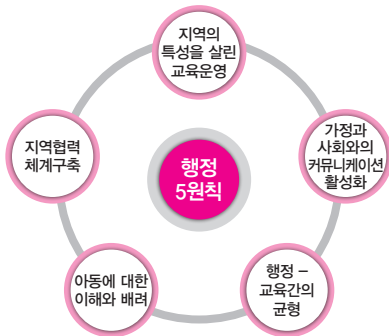 지역의
특성을 살린
교육운영
가정과
사회와의
커뮤니케이션
활성화
행정 –
교육간의
균형
아동에 대한
이해와 배려
지역협력
체계구축
행정
5원칙